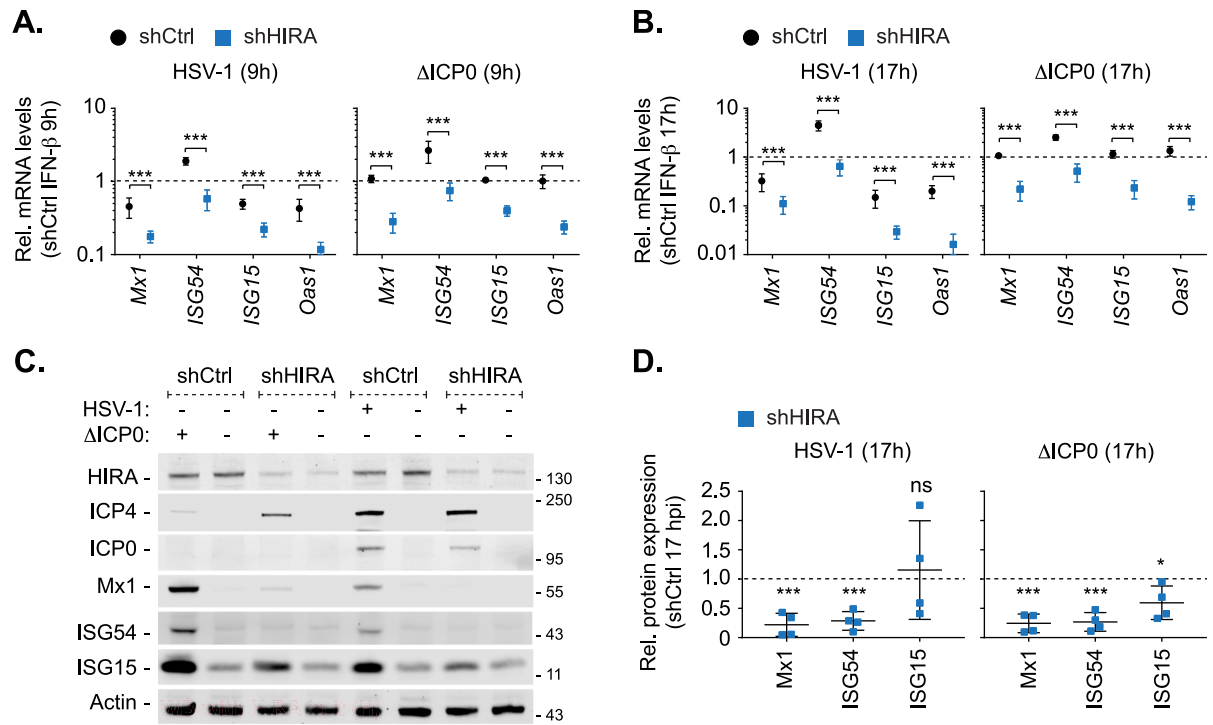 A.
shCtrl shHIRA
HSV-1 (9h) ΔICP0 (9h)
Rel. mRNA levels
(shCtrl IFN-β 9h)
10
1
0.1
*** *** *** ***
*** *** *** ***
Mx1 ISG54 ISG15 Oas1
Mx1 ISG54 ISG15 Oas1
B.
shCtrl shHIRA
HSV-1 (17h) ΔICP0 (17h)
Rel. mRNA levels
(shCtrl IFN-β 17h)
10
1
0.1
0.01
*** *** *** ***
*** *** *** ***
Mx1 ISG54 ISG15 Oas1
Mx1 ISG54 ISG15 Oas1
C.
shCtrl shHIRA shCtrl shHIRA
HSV-1: - - - - + - + -
ΔICP0: + - + - - - - -
HIRA - - 130
- 250
ICP4 -
ICP0 - - 95
Mx1 - - 55
ISG54 - - 43
ISG15 - - 11
Actin - - 43
D.
shHIRA
HSV-1 (17h) ΔICP0 (17h)
Rel. protein expression
(shCtrl 17 hpi)
2.5
2.0
1.5
1.0
0.5
0
*** *** ns
*** *** *
Mx1 ISG54 ISG15
Mx1 ISG54 ISG15